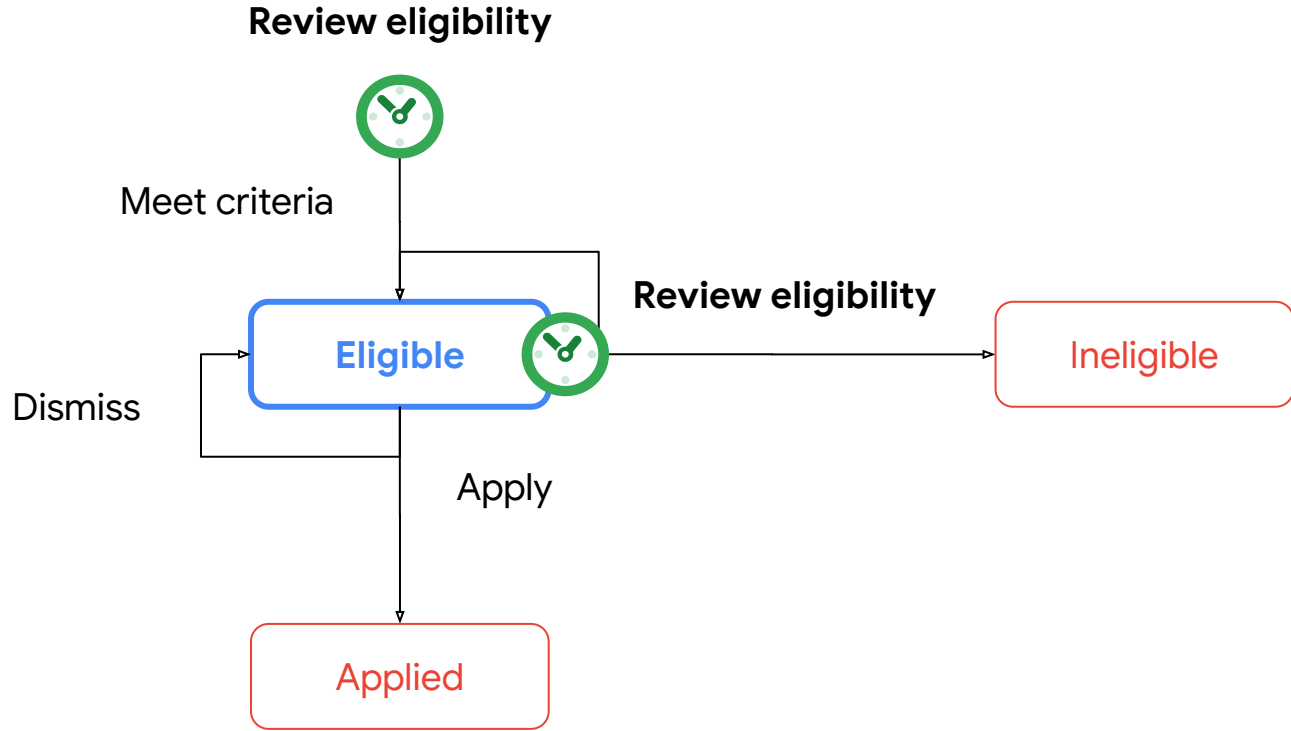 Review eligibility
Meet criteria
Review eligibility
Eligible
Ineligible
Dismiss
Apply
Applied